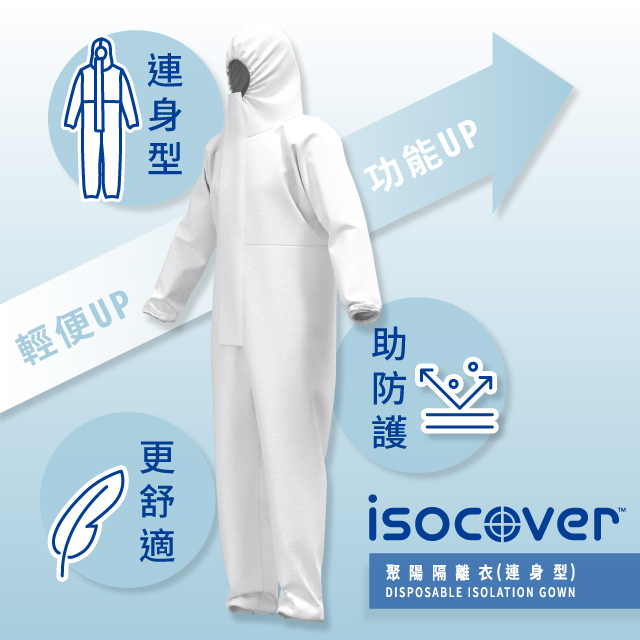 連身型
功能UP
輕便UP
助防護
更舒適
isocover™
聚陽隔離衣(連身型)
DISPOSABLE ISOLATION GOWN